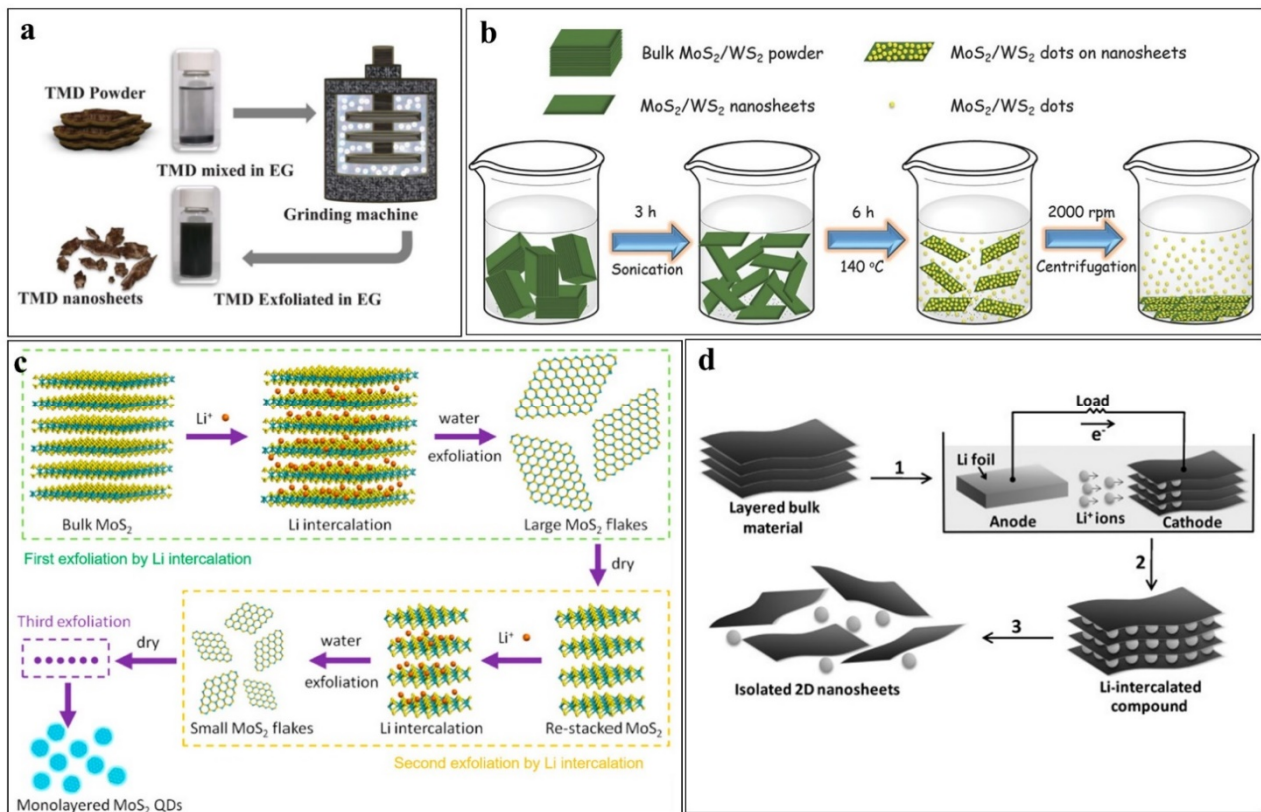 a
TMD Powder
TMD mixed in EG
Grinding machine
TMD nanosheets
TMD Exfoliated in EG
b
Bulk MoS₂/WS₂ powder
MoS₂/WS₂ dots on nanosheets
MoS₂/WS₂ nanosheets
MoS₂/WS₂ dots
3 h
Sonication
6 h
140 °C
2000 rpm
Centrifugation
c
Li⁺
water
exfoliation
Bulk MoS₂
Li intercalation
Large MoS₂ flakes
First exfoliation by Li intercalation
dry
Third exfoliation
dry
water
exfoliation
Li⁺
Small MoS₂ flakes
Li intercalation
Re-stacked MoS₂
Second exfoliation by Li intercalation
Monolayered MoS₂ QDs
d
Layered bulk
material
1
Load
e⁻
Li foil
Anode
Li⁺ ions
Cathode
2
Li-intercalated
compound
3
Isolated 2D nanosheets